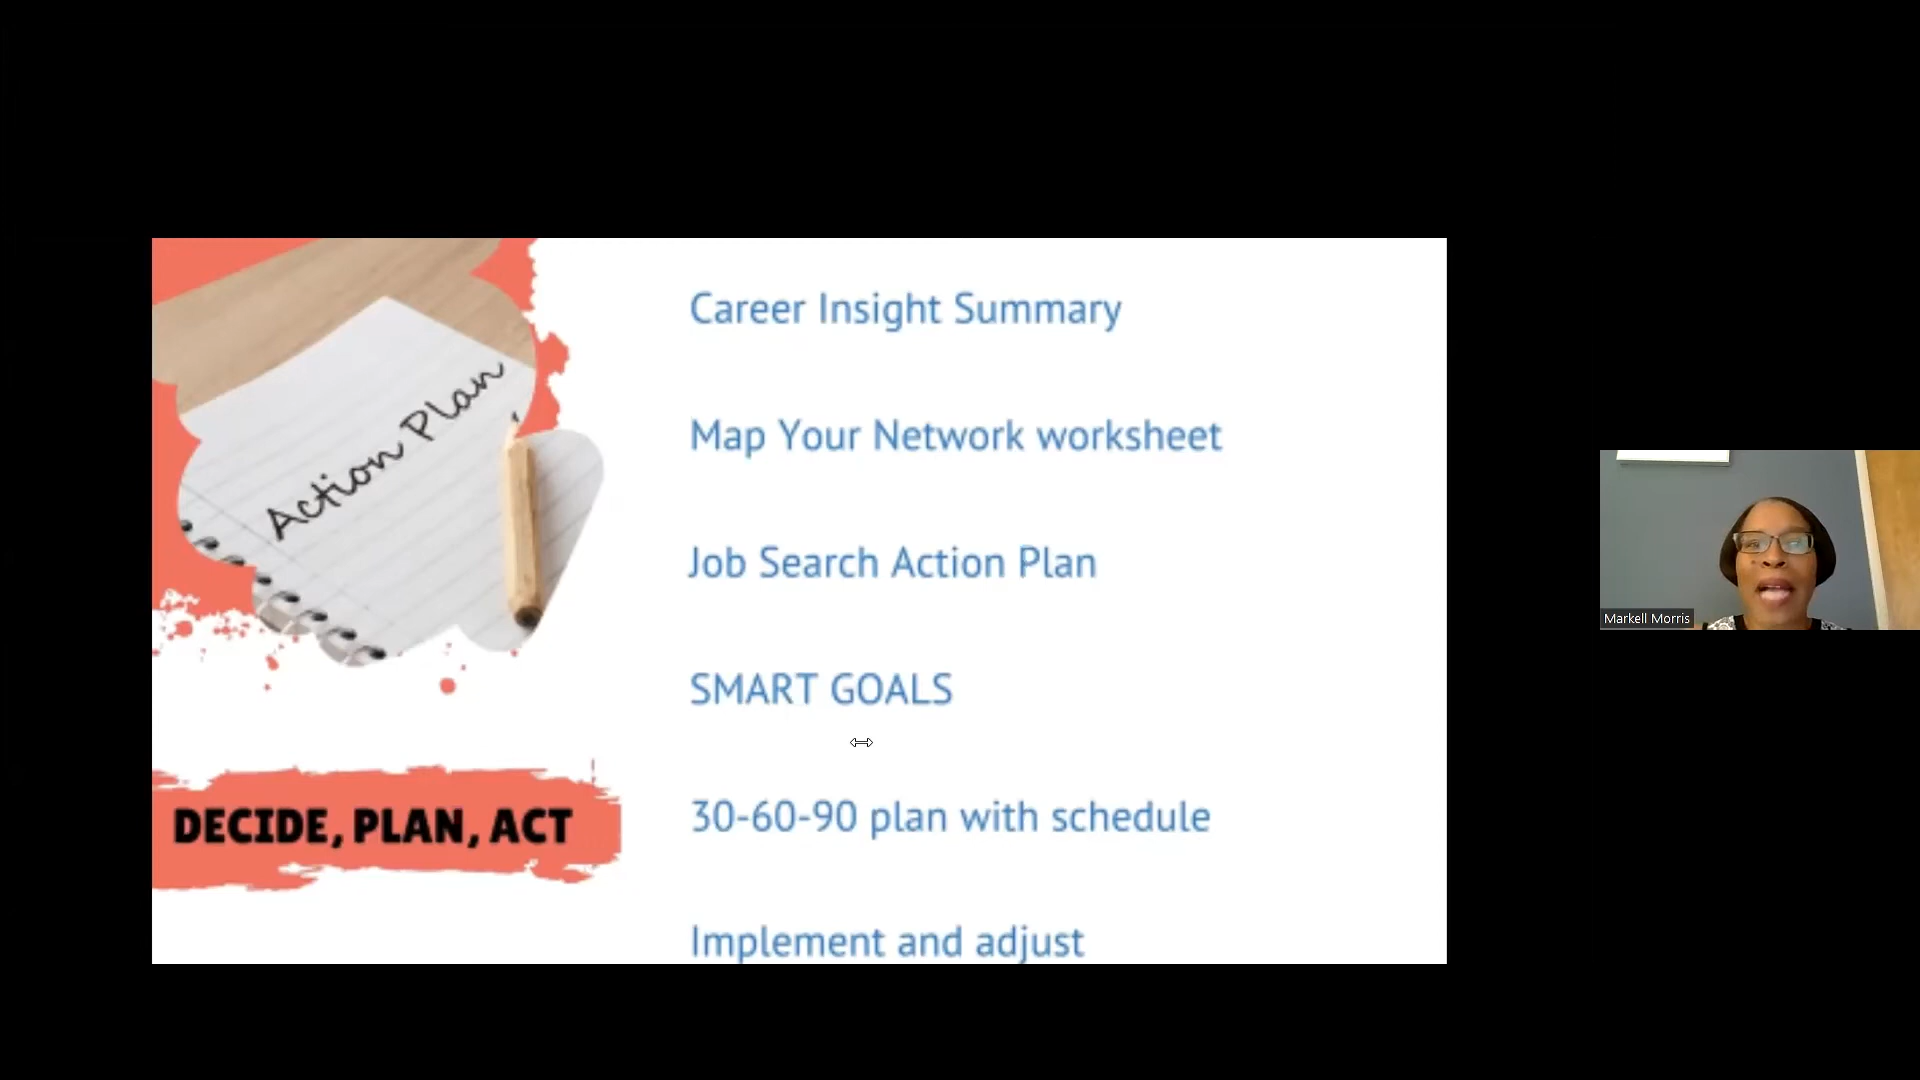 Action Plan
DECIDE, PLAN, ACT
Career Insight Summary
Map Your Network worksheet
Job Search Action Plan
SMART GOALS
30-60-90 plan with schedule
Implement and adjust
Markell Morris